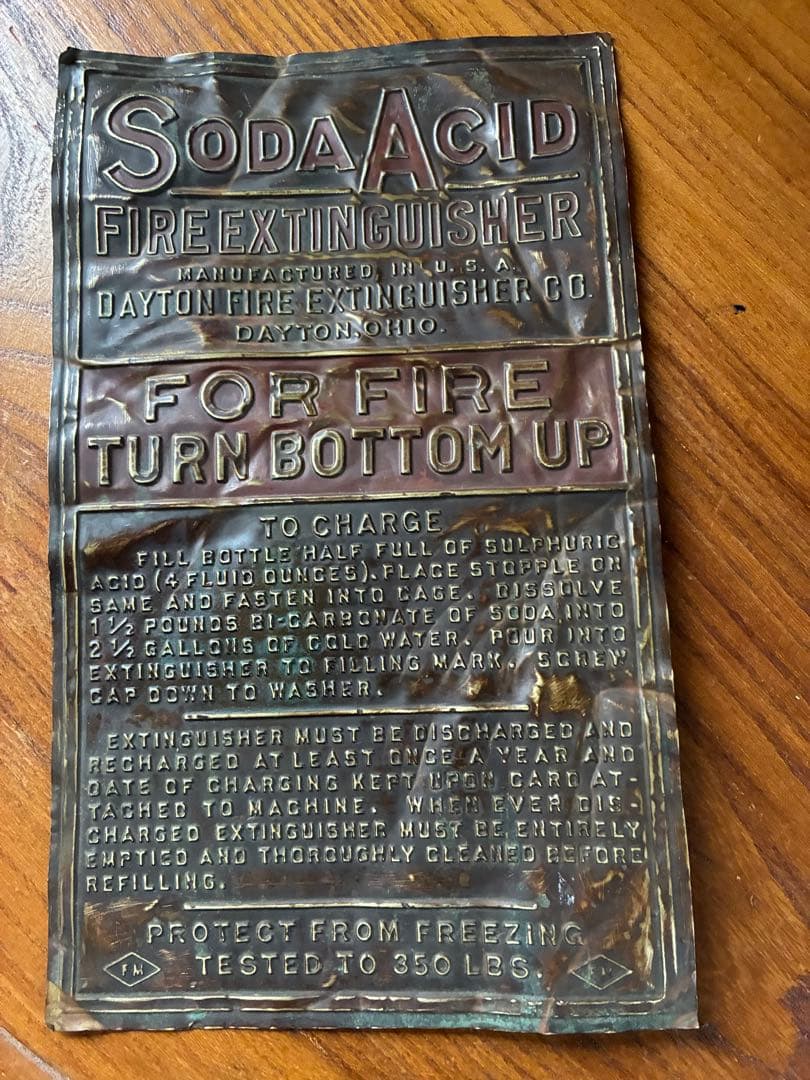 SODA ACID
FIRE EXTINGUISHER
MANUFACTURED IN U.S.A.
DAYTON FIRE EXTINGUISHER CO.
DAYTON, OHIO.
FOR FIRE
TURN BOTTOM UP
TO CHARGE
FILL BOTTLE HALF FULL OF SULPHURIC
ACID (4 FLUID OUNCES). PLACE STOPPLE ON
SAME AND FASTEN INTO CAGE. DISSOLVE
1 1/2 POUNDS BI-CARBONATE OF SODA INTO
2 1/2 GALLONS OF COLD WATER. POUR INTO
EXTINGUISHER TO FILLING MARK. SCREW
CAP DOWN TO WASHER.
EXTINGUISHER MUST BE DISCHARGED AND
RECHARGED AT LEAST ONCE A YEAR AND
DATE OF CHARGING KEPT UPON CARD AT-
TACHED TO MACHINE. WHEN EVER DIS-
CHARGED EXTINGUISHER MUST BE ENTIRELY
EMPTIED AND THOROUGHLY CLEANED BEFORE
REFILLING.
PROTECT FROM FREEZING
FM TESTED TO 350 LBS. FM